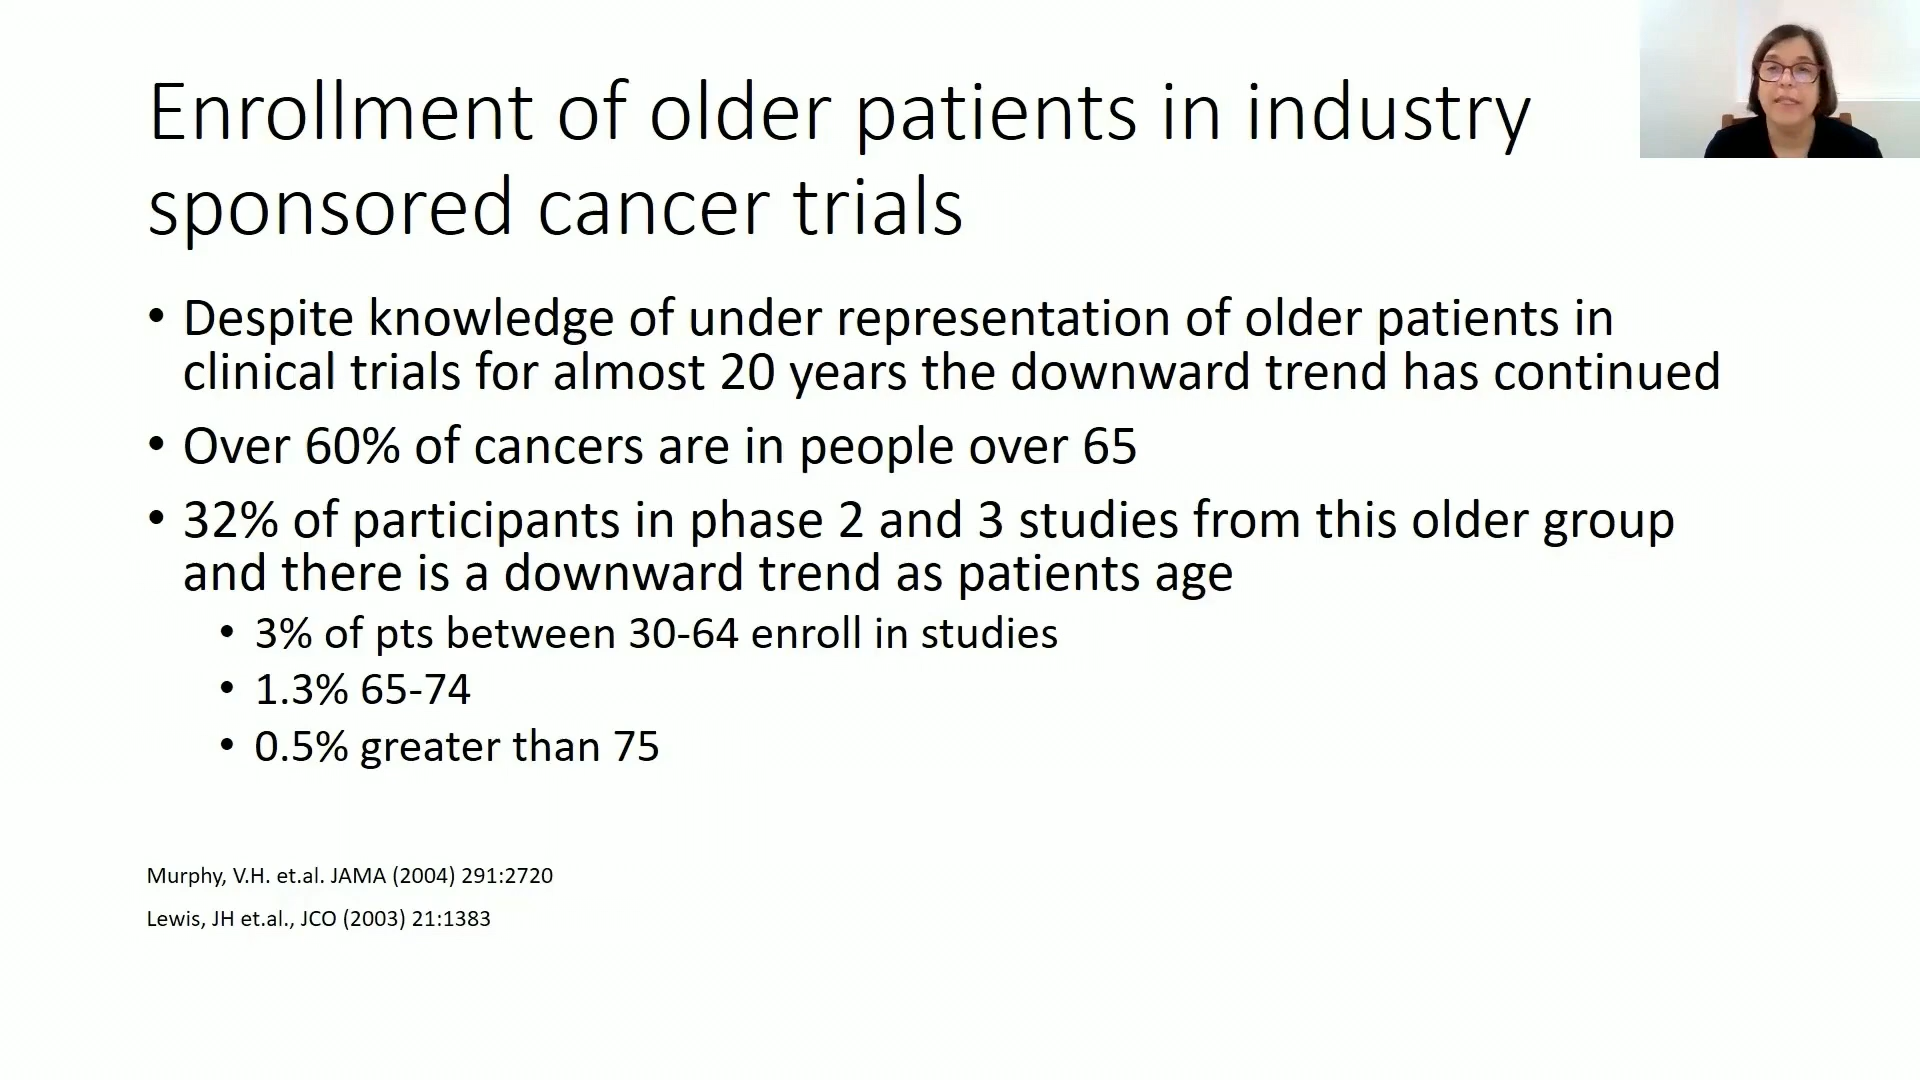 Enrollment of older patients in industry
sponsored cancer trials
• Despite knowledge of under representation of older patients in
clinical trials for almost 20 years the downward trend has continued
• Over 60% of cancers are in people over 65
• 32% of participants in phase 2 and 3 studies from this older group
and there is a downward trend as patients age
• 3% of pts between 30-64 enroll in studies
• 1.3% 65-74
• 0.5% greater than 75
Murphy, V.H. et.al. JAMA (2004) 291:2720
Lewis, JH et.al., JCO (2003) 21:1383